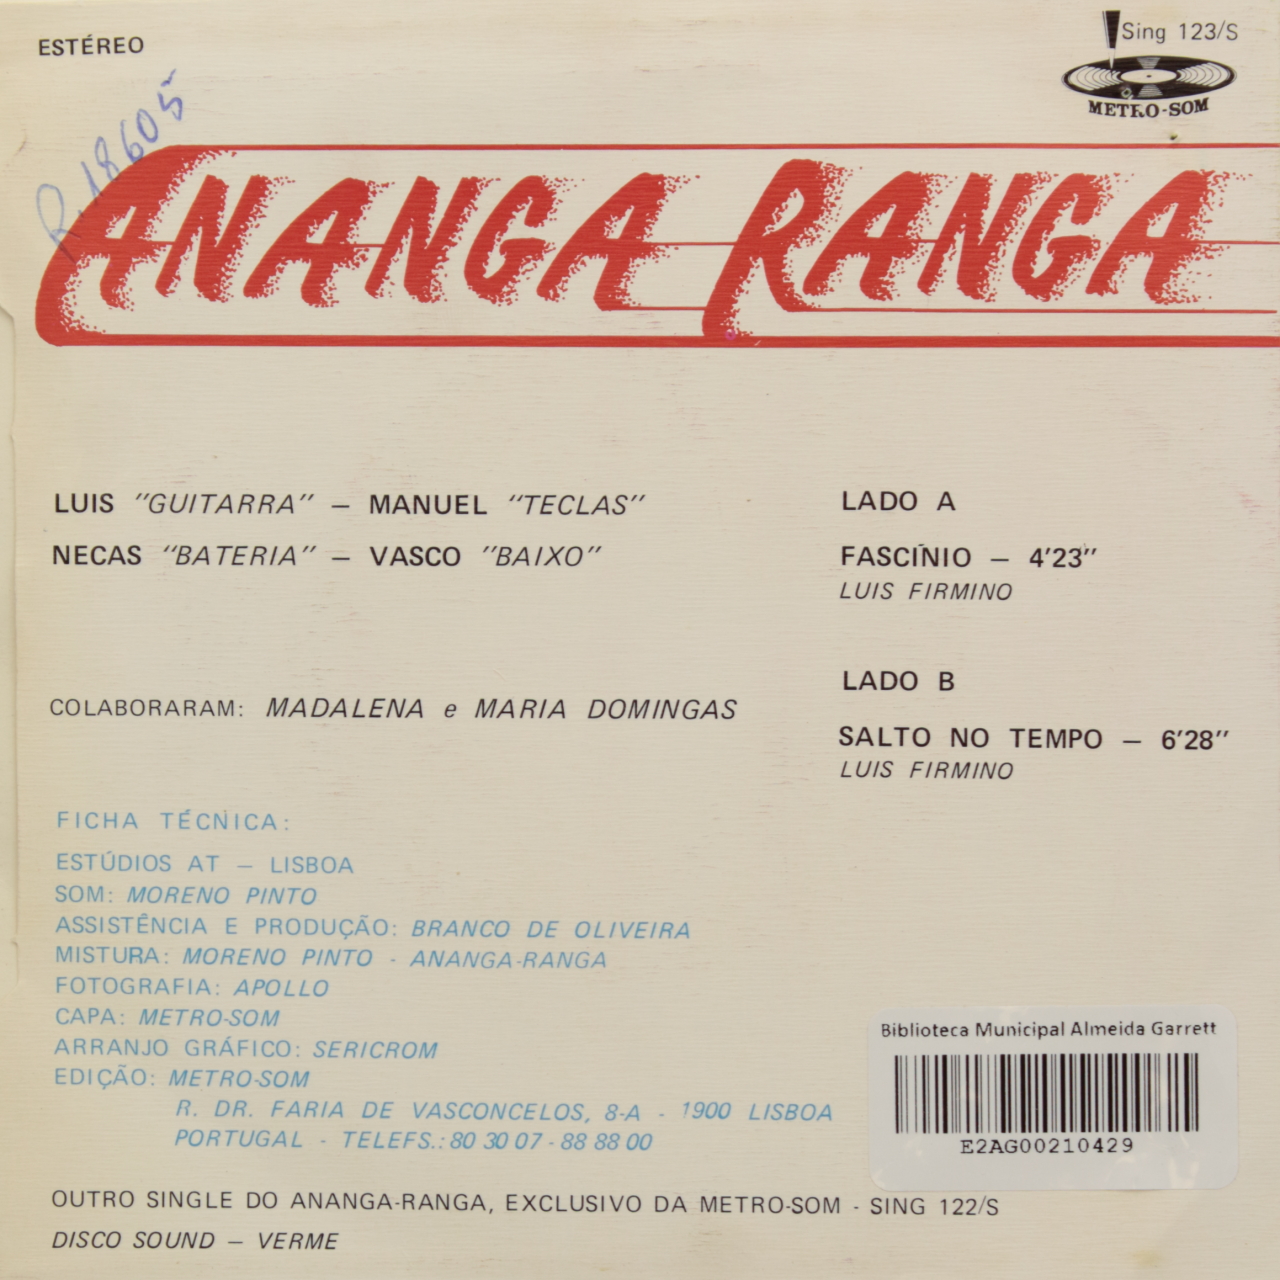 ESTÉREO
Sing 123/S
METRO-SOM
R. 18605
ANANGA RANGA
LUIS "GUITARRA" — MANUEL "TECLAS"
NECAS "BATERIA" — VASCO "BAIXO"
COLABORARAM: MADALENA e MARIA DOMINGAS
LADO A
FASCÍNIO — 4'23"
LUIS FIRMINO
LADO B
SALTO NO TEMPO — 6'28"
LUIS FIRMINO
FICHA TÉCNICA:
ESTÚDIOS AT — LISBOA
SOM: MORENO PINTO
ASSISTÊNCIA E PRODUÇÃO: BRANCO DE OLIVEIRA
MISTURA: MORENO PINTO - ANANGA-RANGA
FOTOGRAFIA: APOLLO
CAPA: METRO-SOM
ARRANJO GRÁFICO: SERICROM
EDIÇÃO: METRO-SOM
R. DR. FARIA DE VASCONCELOS, 8-A - 1900 LISBOA
PORTUGAL - TELEFS.: 80 30 07 - 88 88 00
Biblioteca Municipal Almeida Garrett
E2AG00210429
OUTRO SINGLE DO ANANGA-RANGA, EXCLUSIVO DA METRO-SOM - SING 122/S
DISCO SOUND — VERME